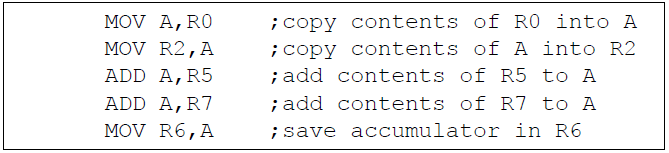 MOV A,R0 ;copy contents of R0 into A
MOV R2,A ;copy contents of A into R2
ADD A,R5 ;add contents of R5 to A
ADD A,R7 ;add contents of R7 to A
MOV R6,A ;save accumulator in R6